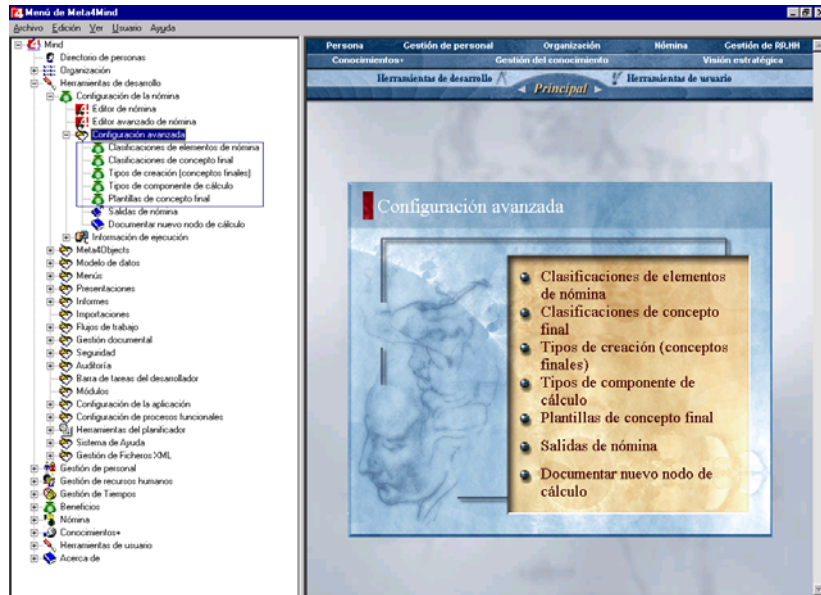 Menú de Meta4Mind
Archivo Edición Ver Usuario Ayuda
Mind
Directorio de personas
Organización
Herramientas de desarrollo
Configuración de la nómina
Editor de nómina
Editor avanzado de nómina
Configuración avanzada
Clasificaciones de elementos de nómina
Clasificaciones de concepto final
Tipos de creación (conceptos finales)
Tipos de componente de cálculo
Plantillas de concepto final
Salidas de nómina
Documentar nuevo nodo de cálculo
Información de ejecución
Meta4Objects
Modelo de datos
Menús
Presentaciones
Informes
Importaciones
Flujos de trabajo
Gestión documental
Seguridad
Auditoría
Barra de tareas del desarrollador
Módulos
Configuración de la aplicación
Configuración de procesos funcionales
Herramientas del planificador
Sistema de Ayuda
Gestión de Ficheros XML
Gestión de personal
Gestión de recursos humanos
Gestión de Tiempos
Beneficios
Nómina
Conocimientos+
Herramientas de usuario
Acerca de
Persona Gestión de personal Organización Nómina Gestión de RR.HH
Conocimientos+ Gestión del conocimiento Visión estratégica
Herramientas de desarrollo Herramientas de usuario
Principal
Configuración avanzada
Clasificaciones de elementos
de nómina
Clasificaciones de concepto
final
Tipos de creación (conceptos
finales)
Tipos de componente de
cálculo
Plantillas de concepto final
Salidas de nómina
Documentar nuevo nodo de
cálculo